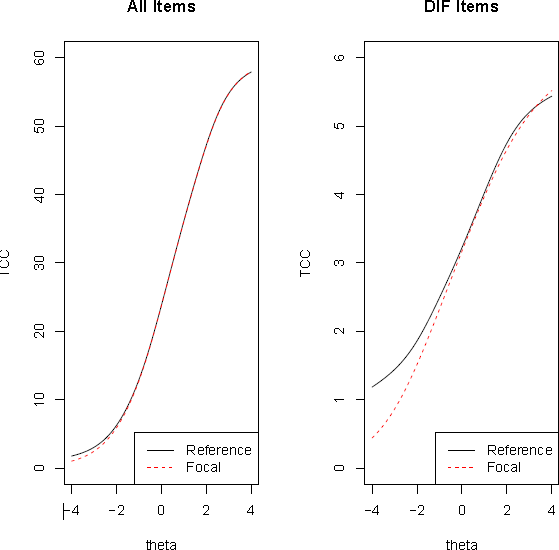 All Items
60
50
40
30
20
10
0
TCC
−4 −2 0 2 4
theta
Reference
Focal
DIF Items
6
5
4
3
2
1
0
TCC
−4 −2 0 2 4
theta
Reference
Focal